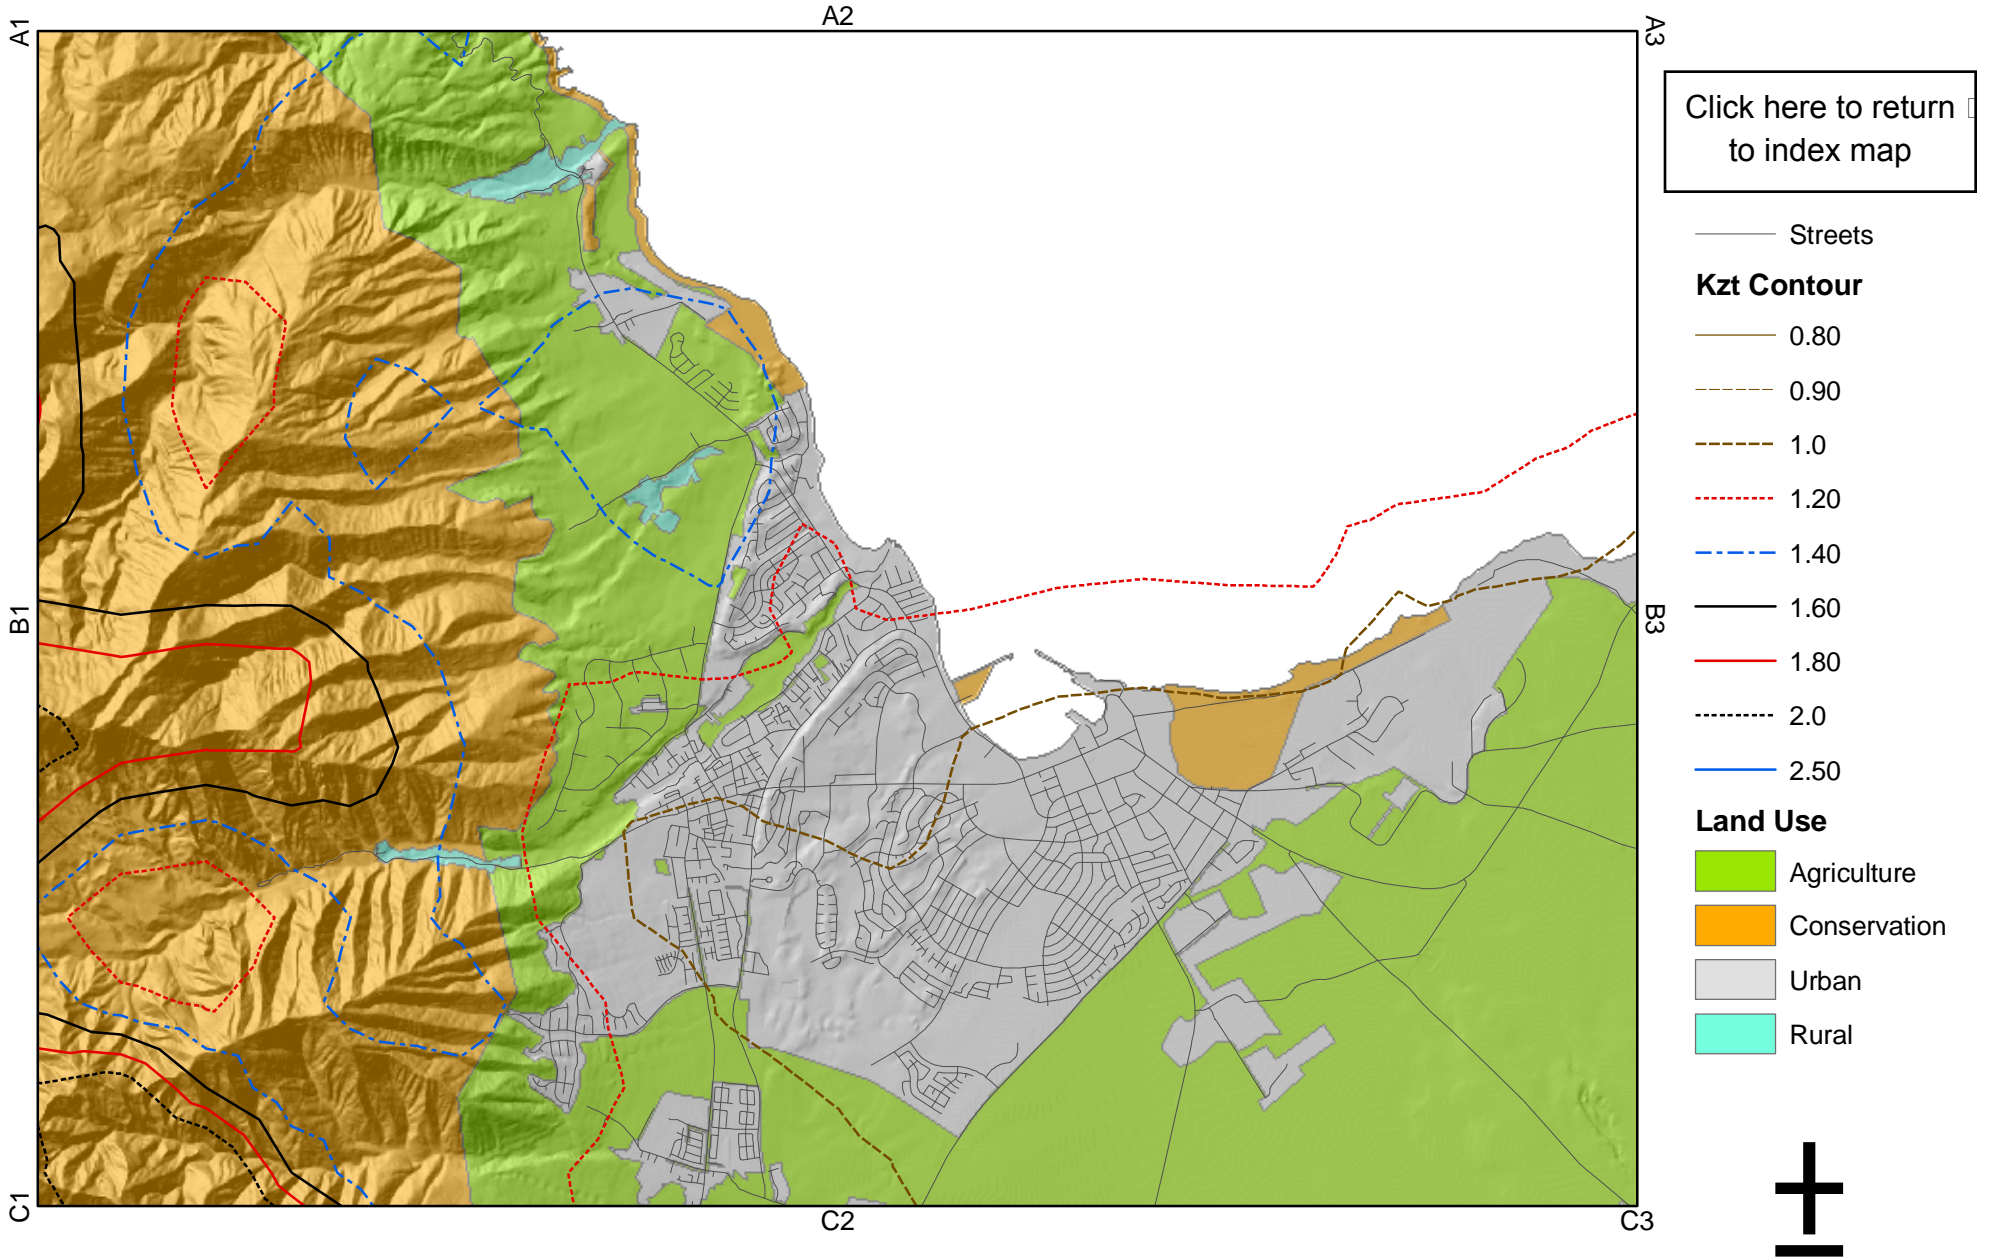 A1
A2
A3
B1
B3
C1
C2
C3
Click here to return
to index map
Streets
Kzt Contour
0.80
0.90
1.0
1.20
1.40
1.60
1.80
2.0
2.50
Land Use
Agriculture
Conservation
Urban
Rural